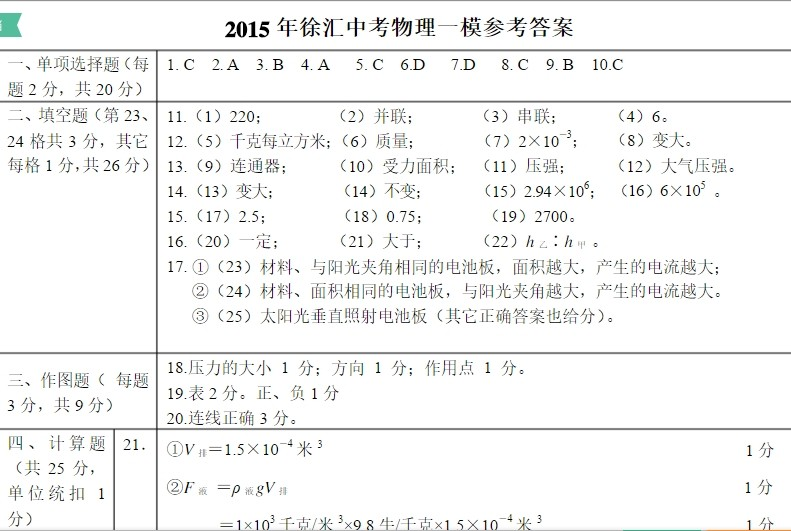 2015年徐汇中考物理一模参考答案
一、单项选择题（每
题2分，共20分）
1. C 2. A 3. B 4. A 5. C 6.D 7.D 8. C 9. B 10.C
二、填空题（第23、
24格共3分，其它
每格1分,共26分）
11.（1）220； （2）并联； （3）串联； （4）6。
12.（5）千克每立方米；（6）质量； （7）2×10⁻³； （8）变大。
13.（9）连通器； （10）受力面积； （11）压强； （12）大气压强。
14.（13）变大； （14）不变； （15）2.94×10⁶； （16）6×10⁵ 。
15.（17）2.5； （18）0.75； （19）2700。
16.（20）一定； （21）大于； （22）h乙∶h甲 。
17. ①（23）材料、与阳光夹角相同的电池板，面积越大，产生的电流越大；
②（24）材料、面积相同的电池板，与阳光夹角越大，产生的电流越大。
③（25）太阳光垂直照射电池板（其它正确答案也给分）。
三、作图题（ 每题
3分，共9分）
18.压力的大小 1 分；方向 1 分；作用点 1 分。
19.表2分。正、负1分
20.连线正确3分。
四、计算题
（共 25 分，
单位统扣 1
分）
21.
①V排＝1.5×10⁻⁴米³ 1分
②F液 ＝ρ液gV排 1分
＝1×10³千克/米³×9.8牛/千克×1.5×10⁻⁴米³ 1分